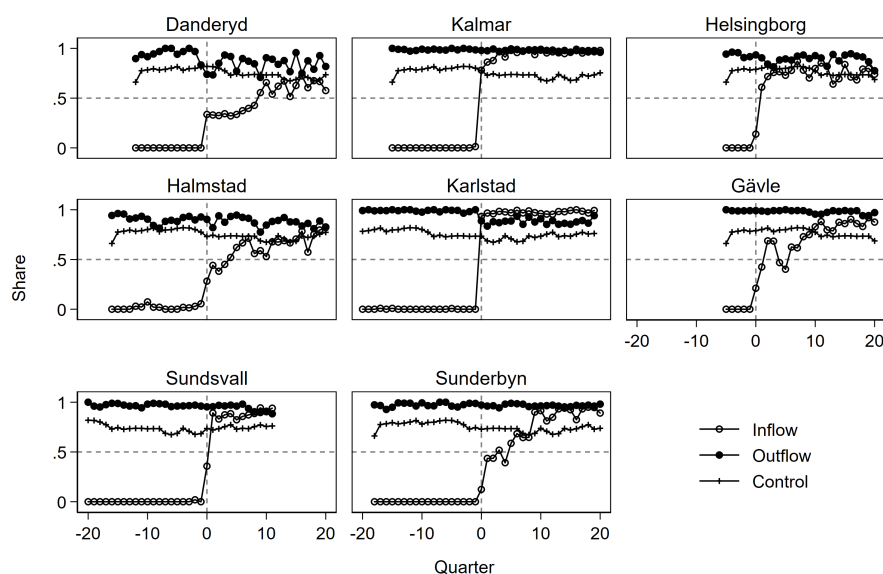 Danderyd Kalmar Helsingborg
1
.5
0
Halmstad Karlstad Gävle
1
.5
0
-20 -10 0 10 20
Sundsvall Sunderbyn
1
.5
0
-20 -10 0 10 20 -20 -10 0 10 20
Share
Quarter
Inflow
Outflow
Control